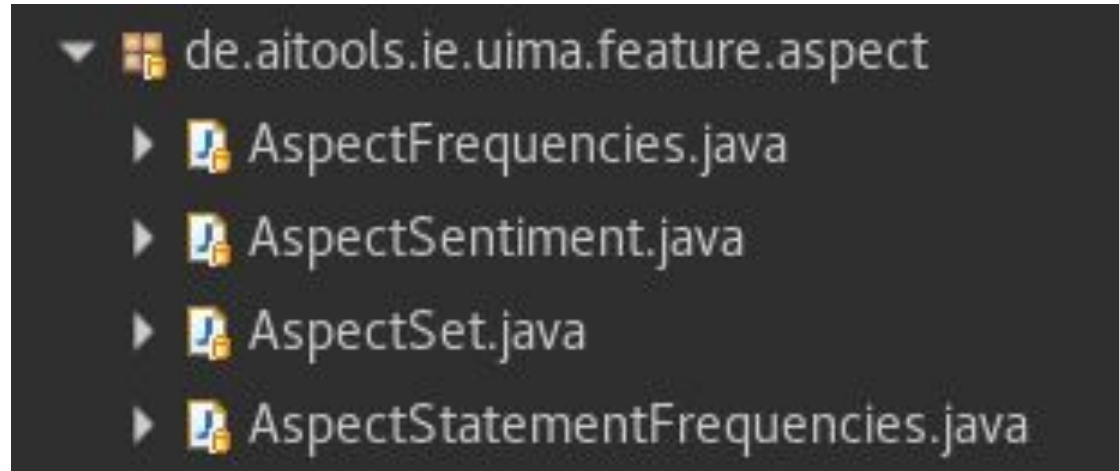 de.aitools.ie.uima.feature.aspect
AspectFrequencies.java
AspectSentiment.java
AspectSet.java
AspectStatementFrequencies.java